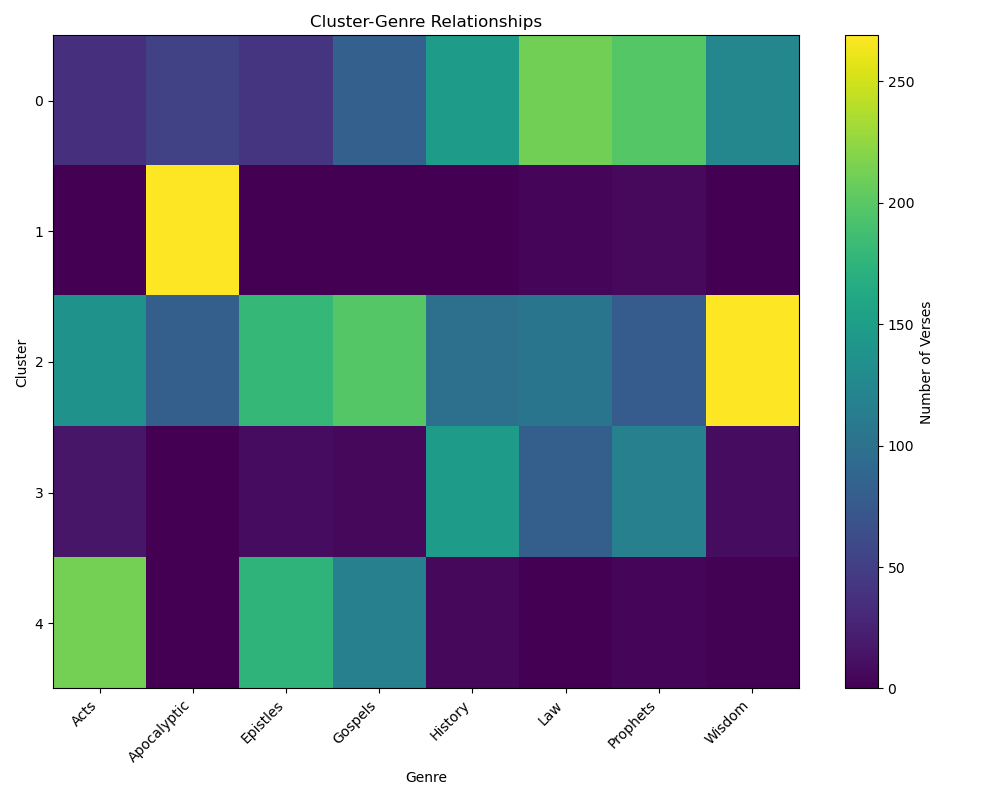 Cluster-Genre Relationships
Cluster
0
1
2
3
4
Acts
Apocalyptic
Epistles
Gospels
History
Law
Prophets
Wisdom
Genre
250
200
150
100
50
0
Number of Verses